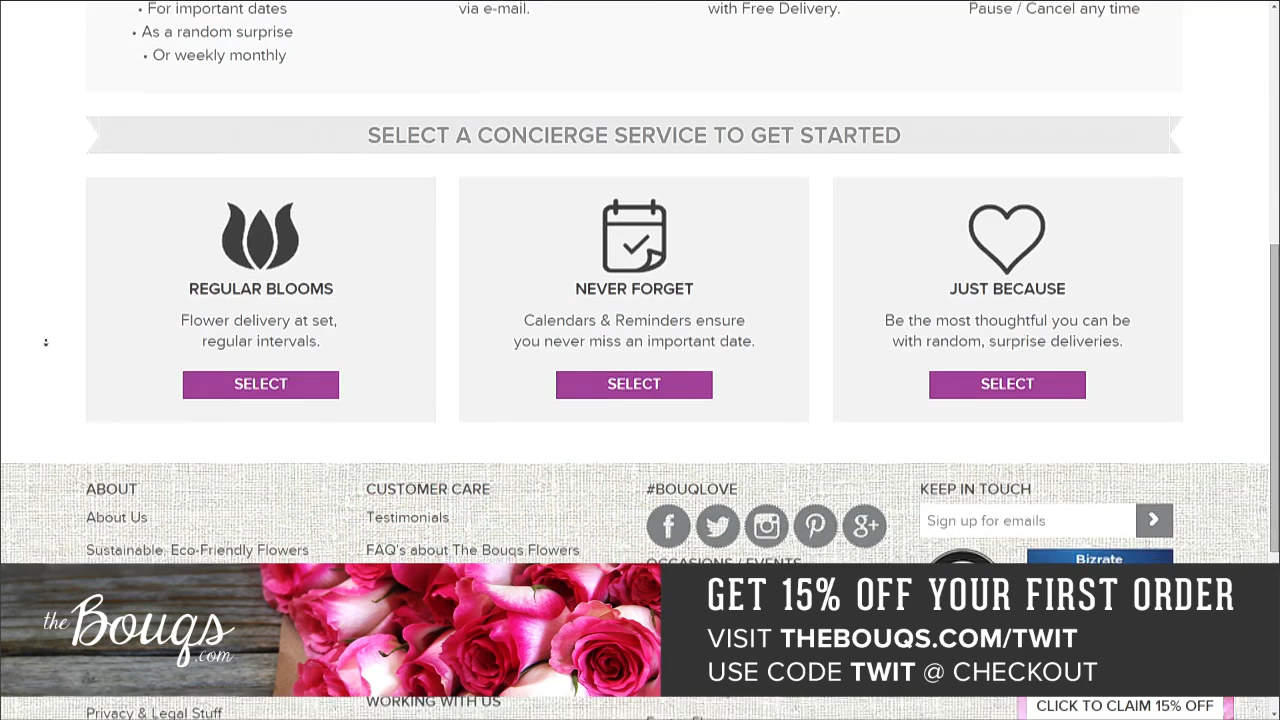 • For important dates
• As a random surprise
• Or weekly monthly
via e-mail.
with Free Delivery.
Pause / Cancel any time
SELECT A CONCIERGE SERVICE TO GET STARTED
REGULAR BLOOMS
Flower delivery at set,
regular intervals.
SELECT
NEVER FORGET
Calendars & Reminders ensure
you never miss an important date.
SELECT
JUST BECAUSE
Be the most thoughtful you can be
with random, surprise deliveries.
SELECT
ABOUT
About Us
Sustainable, Eco-Friendly Flowers
CUSTOMER CARE
Testimonials
FAQ's about The Bouqs Flowers
#BOUQLOVE
OCCASIONS / EVENTS
KEEP IN TOUCH
Sign up for emails
Bizrate
the Bouqs .com
GET 15% OFF YOUR FIRST ORDER
VISIT THEBOUQS.COM/TWIT
USE CODE TWIT @ CHECKOUT
Privacy & Legal Stuff
WORKING WITH US
CLICK TO CLAIM 15% OFF